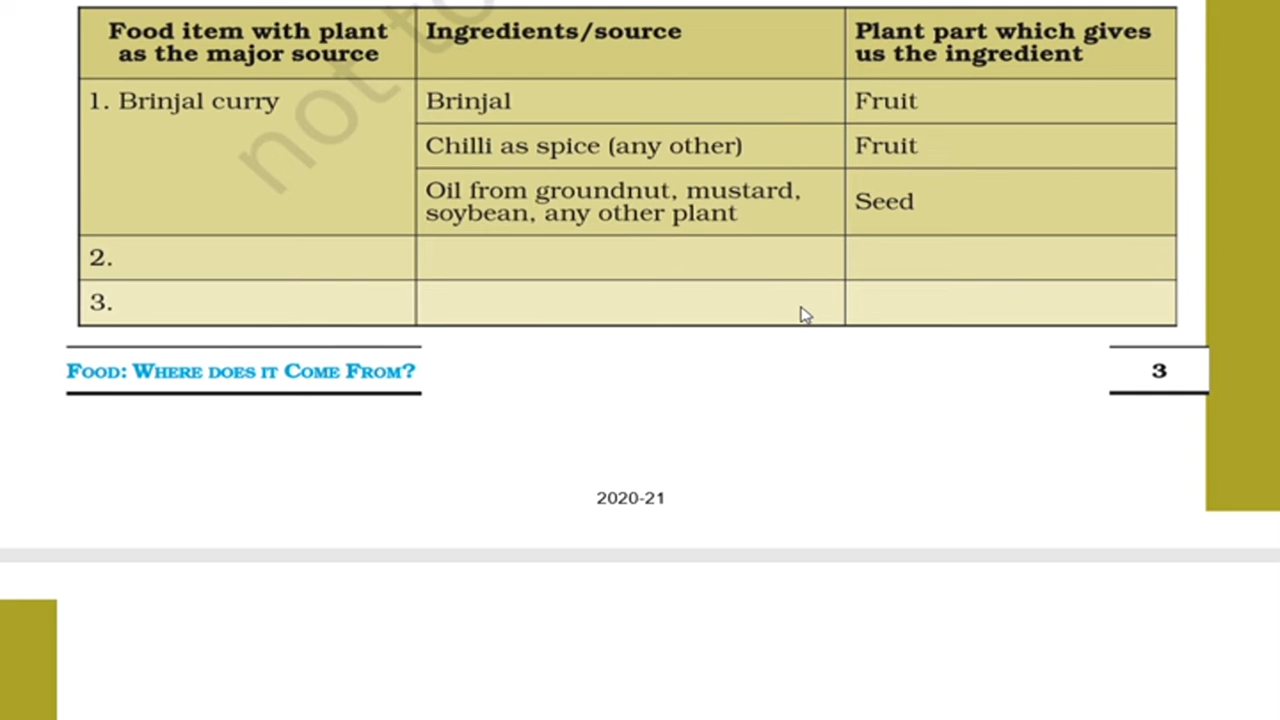 Food item with plant
as the major source
Ingredients/source
Plant part which gives
us the ingredient
1. Brinjal curry
Brinjal
Fruit
Chilli as spice (any other)
Fruit
Oil from groundnut, mustard,
soybean, any other plant
Seed
2.
3.
not to
FOOD: WHERE DOES IT COME FROM?
3
2020-21